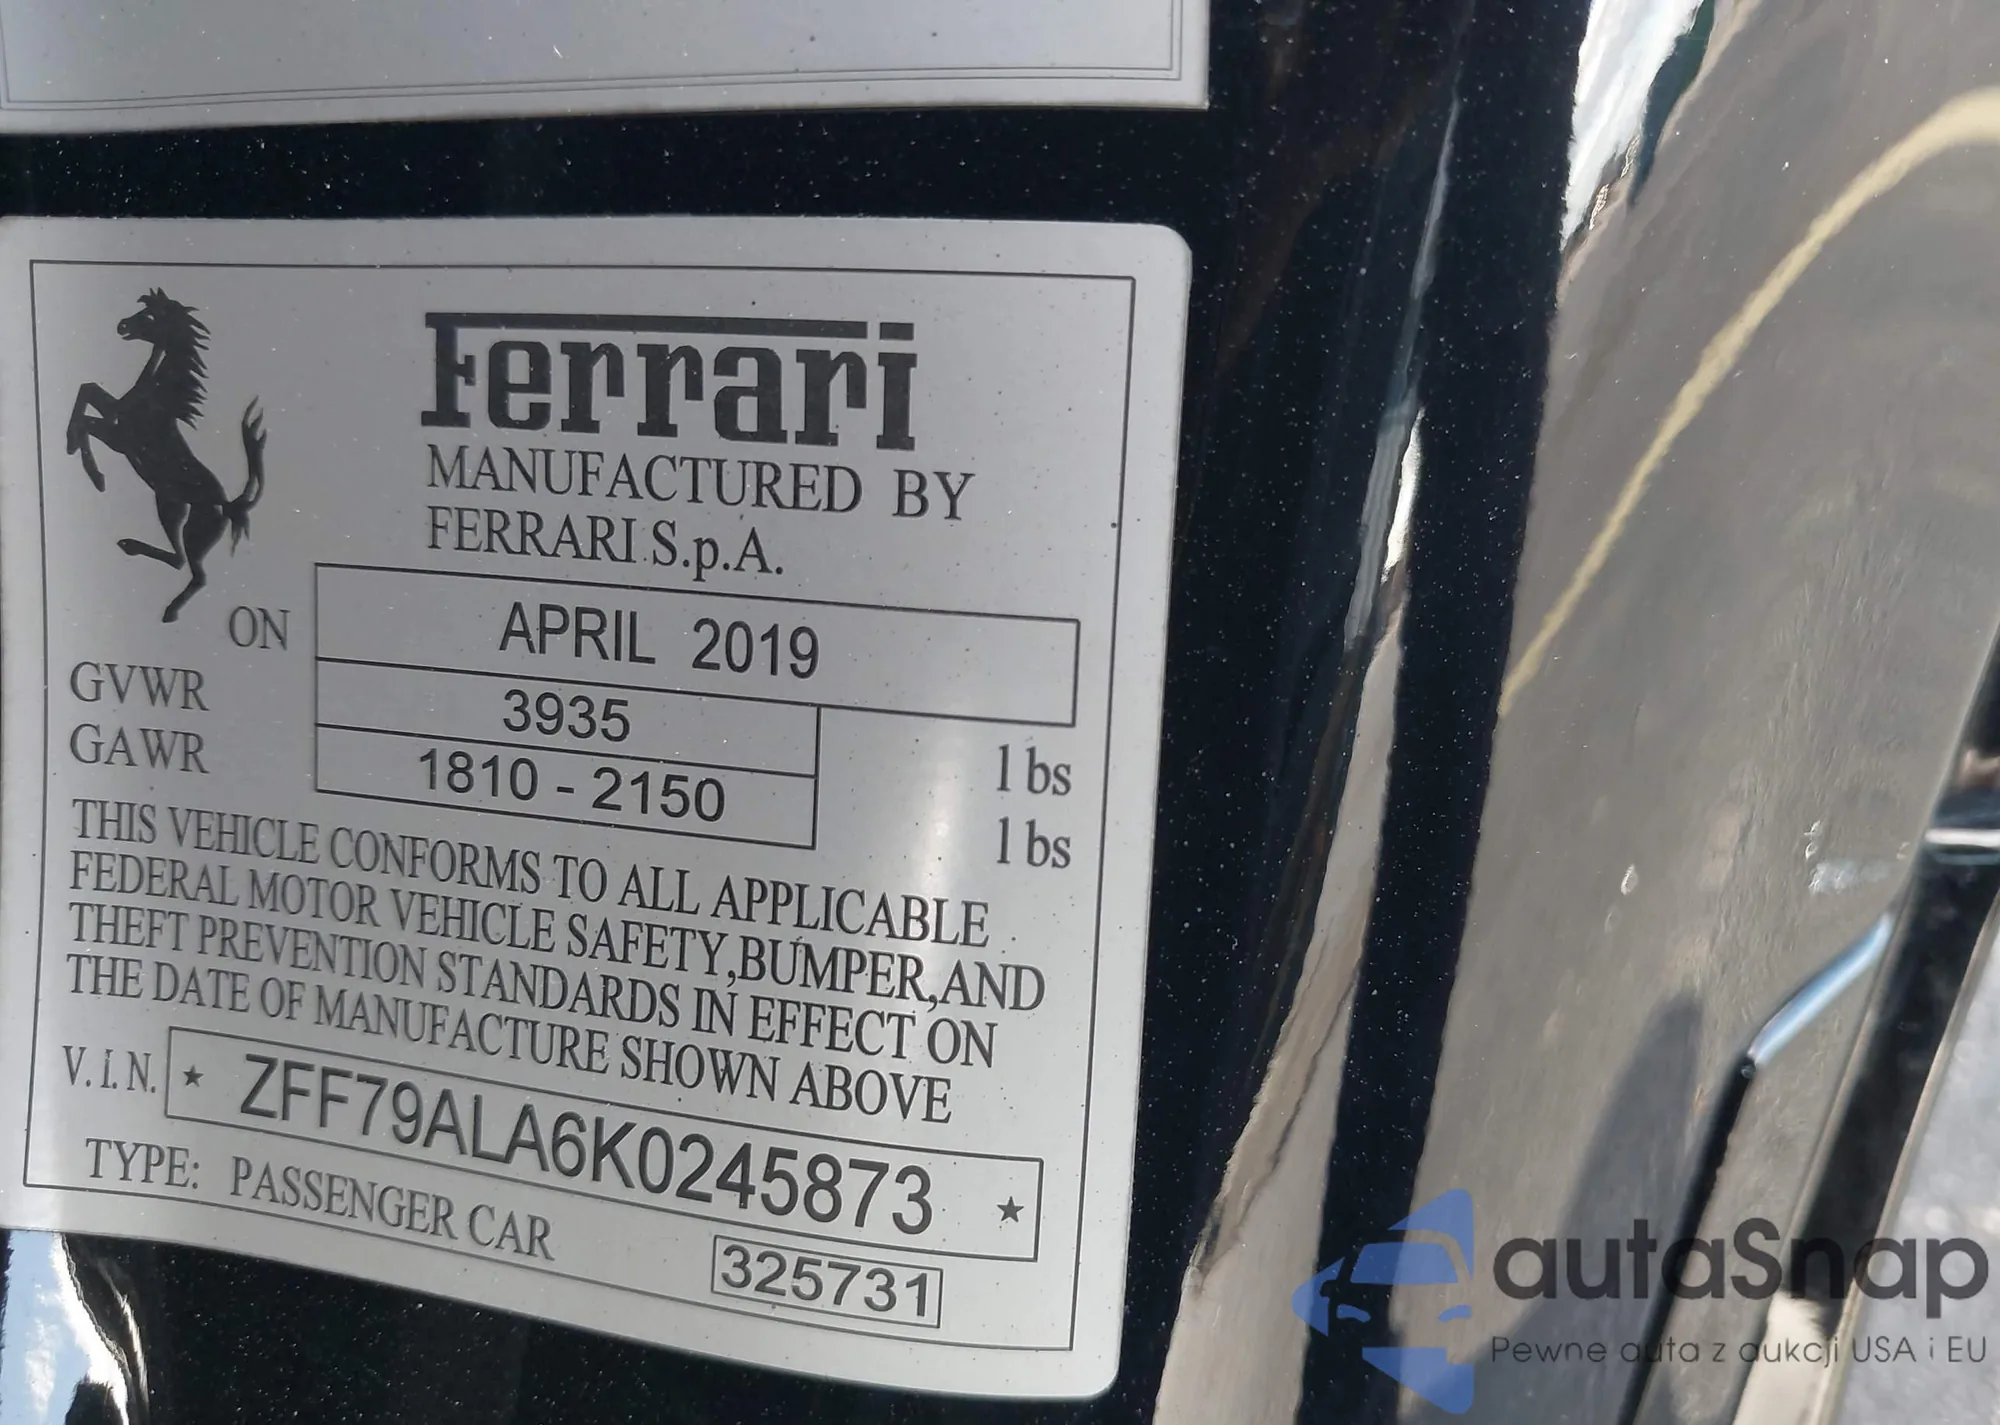 Ferrari
MANUFACTURED BY
FERRARI S.p.A.
ON APRIL 2019
GVWR 3935 lbs
GAWR 1810 - 2150 lbs
THIS VEHICLE CONFORMS TO ALL APPLICABLE
FEDERAL MOTOR VEHICLE SAFETY,BUMPER,AND
THEFT PREVENTION STANDARDS IN EFFECT ON
THE DATE OF MANUFACTURE SHOWN ABOVE
V.I.N. ★ ZFF79ALA6K0245873 ★
TYPE: PASSENGER CAR
325731
autaSnap
Pewne auta z aukcji USA i EU